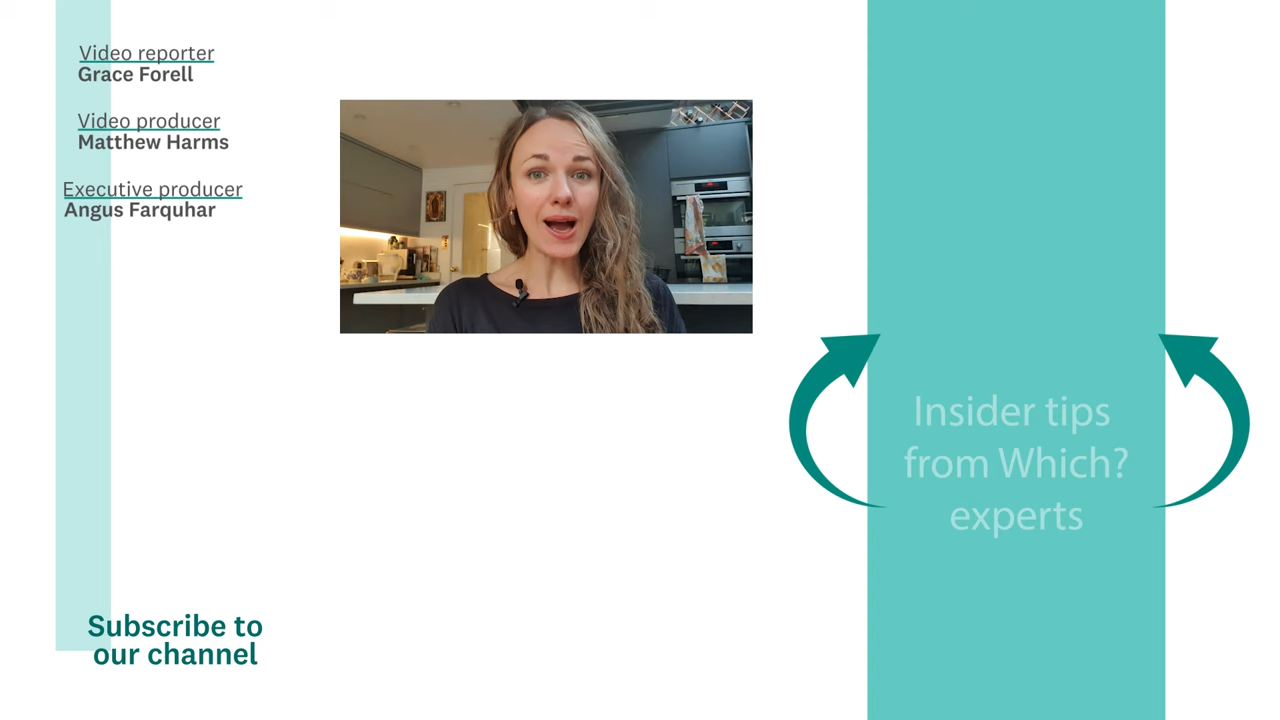 Video reporter
Grace Forell
Video producer
Matthew Harms
Executive producer
Angus Farquhar
Insider tips
from Which?
experts
Subscribe to
our channel